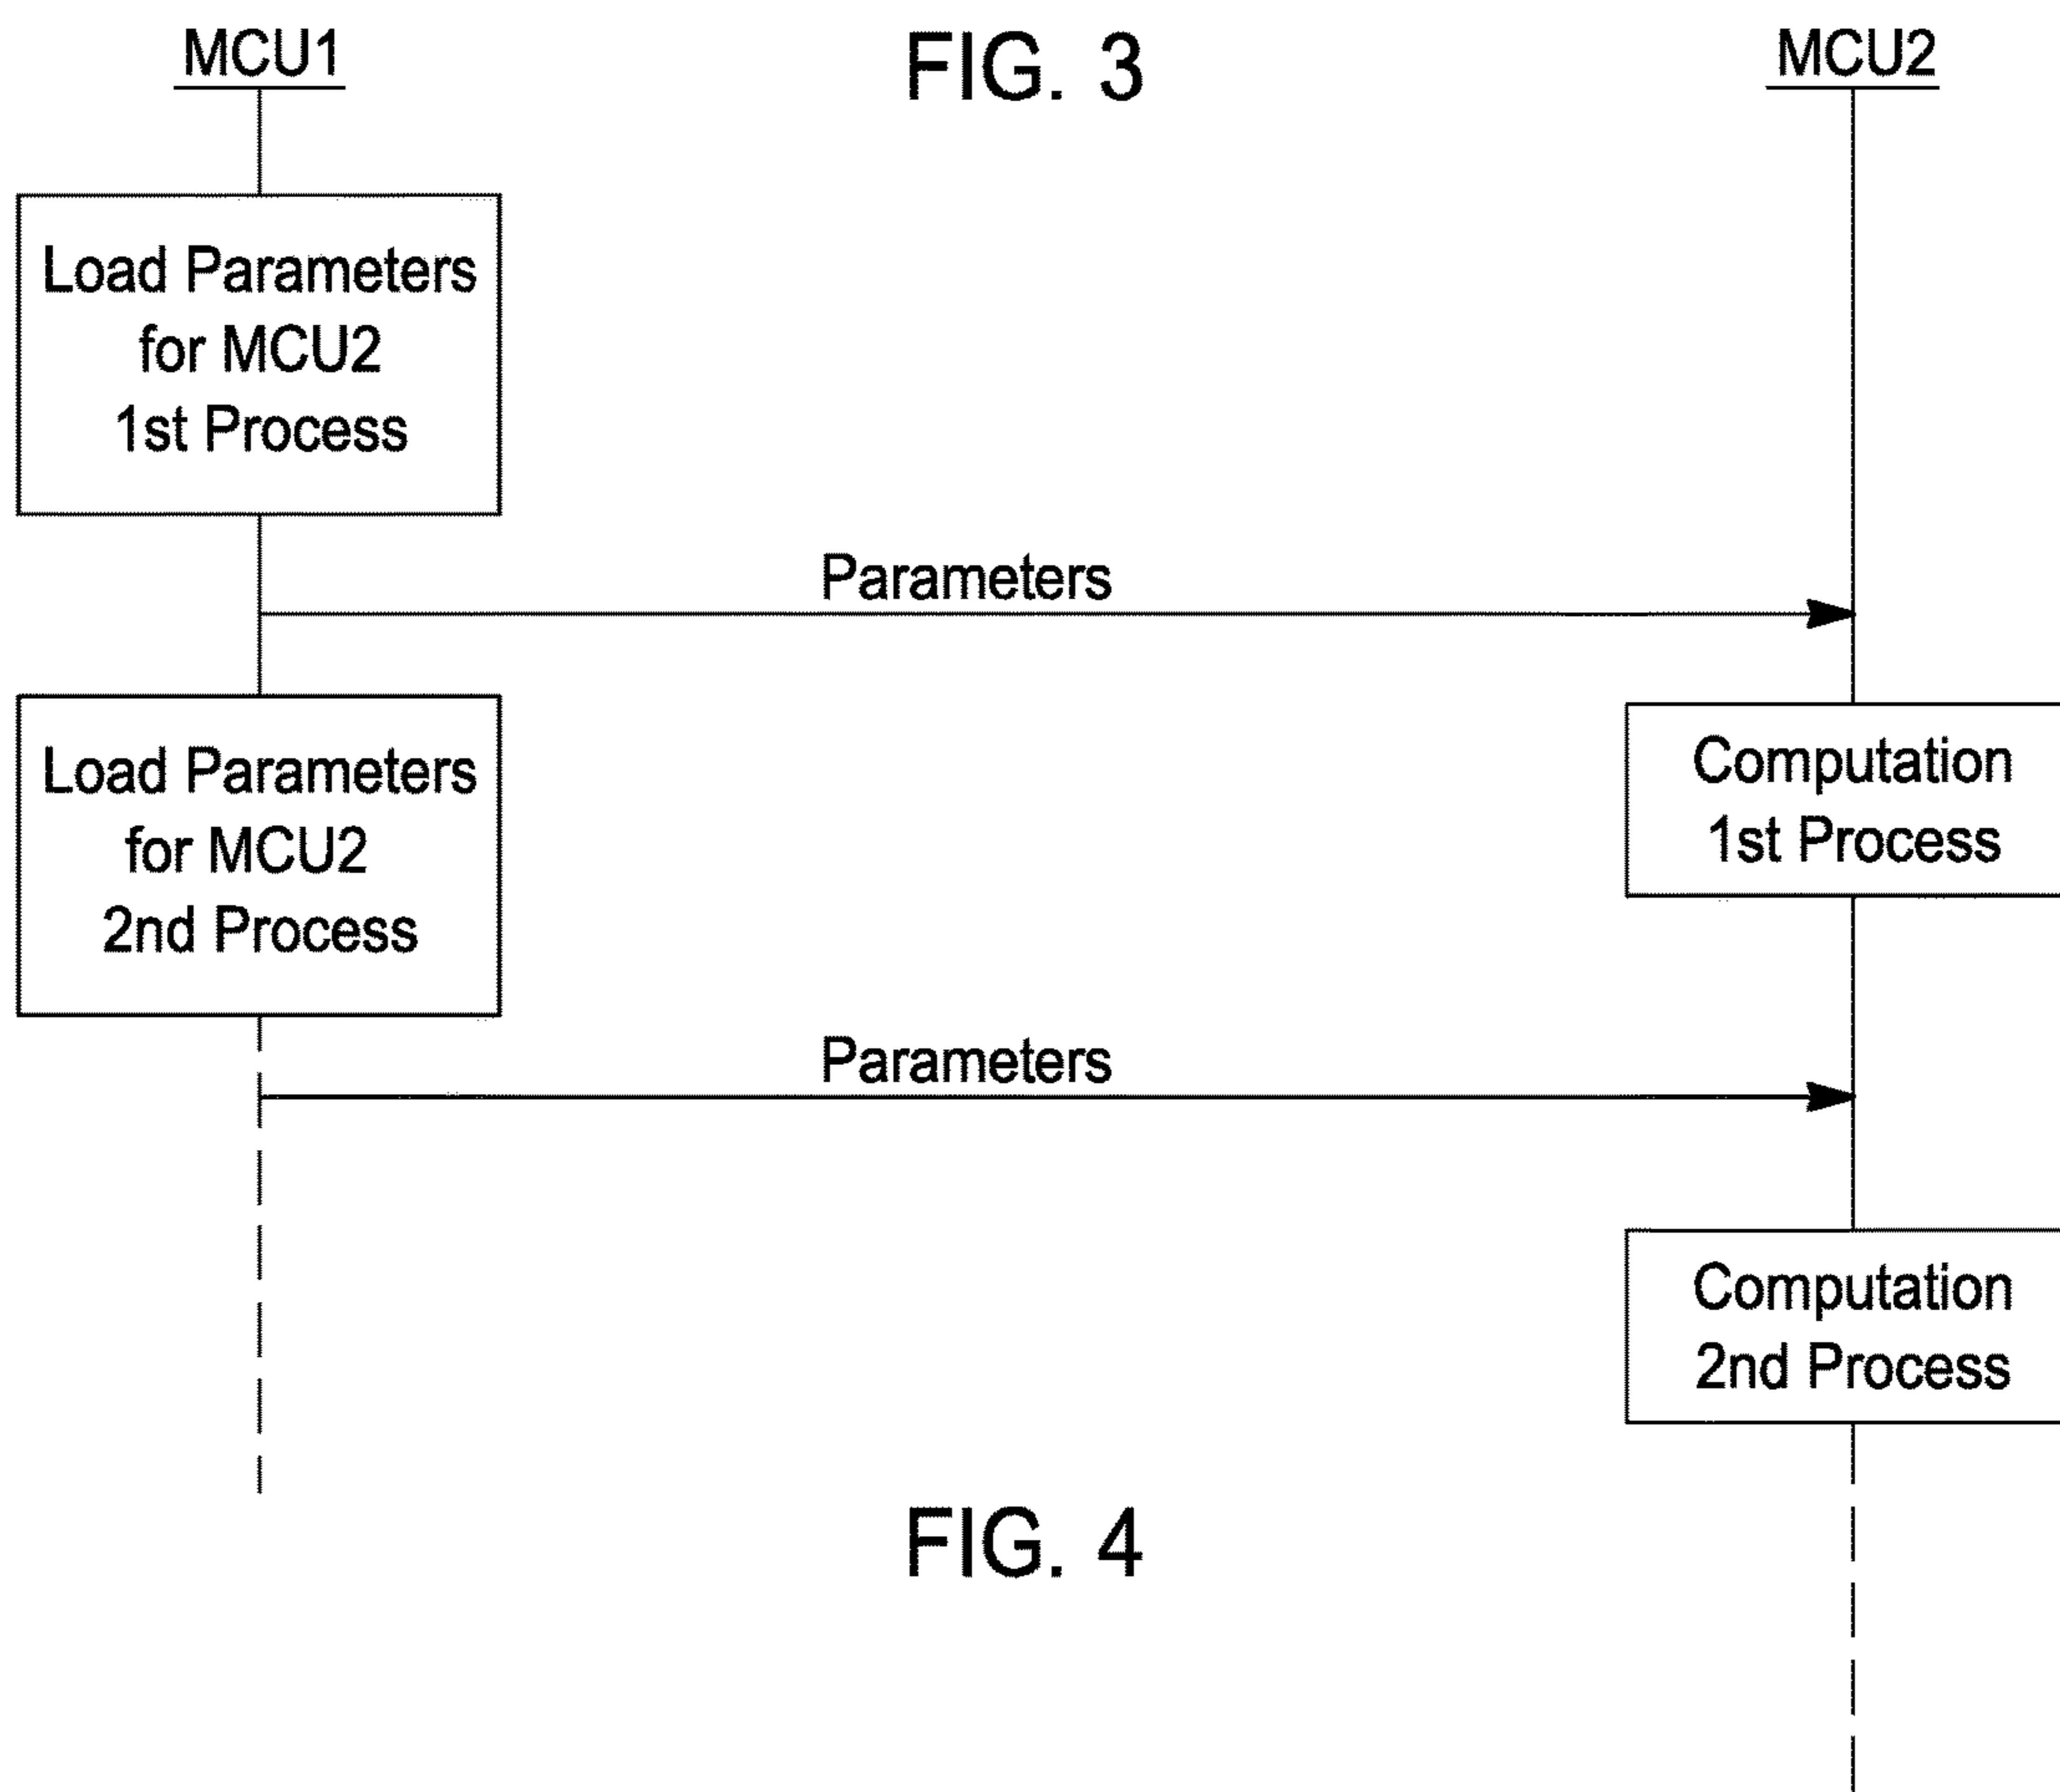 MCU1
FIG. 3
MCU2
Load Parameters
for MCU2
1st Process
Parameters
Load Parameters
for MCU2
2nd Process
Computation
1st Process
Parameters
Computation
2nd Process
FIG. 4